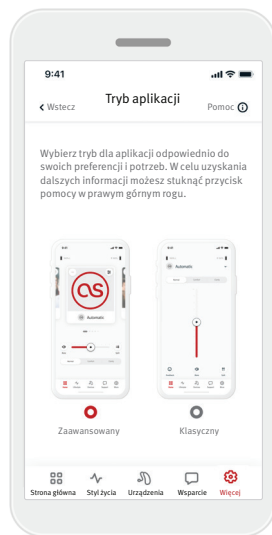 9:41
Wstecz
Tryb aplikacji
Pomoc
Wybierz tryb dla aplikacji odpowiednio do
swoich preferencji i potrzeb. W celu uzyskania
dalszych informacji możesz stuknąć przycisk
pomocy w prawym górnym rogu.
Automatic
Automatic
Zaawansowany
Klasyczny
Strona główna
Styl życia
Urządzenia
Wsparcie
Więcej